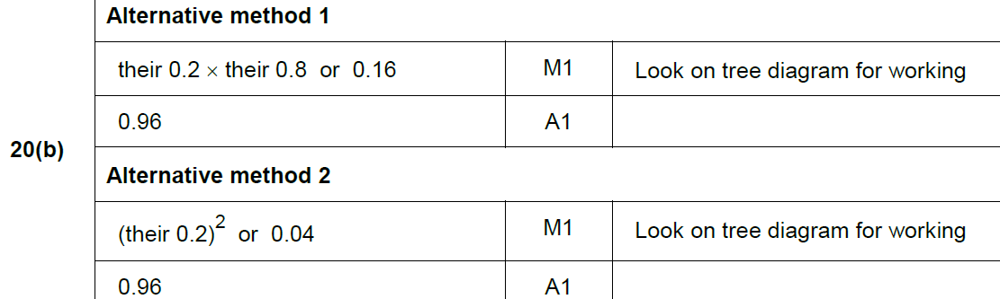 Alternative method 1
their 0.2 × their 0.8 or 0.16 M1 Look on tree diagram for working
0.96 A1
20(b)
Alternative method 2
(their 0.2)² or 0.04 M1 Look on tree diagram for working
0.96 A1